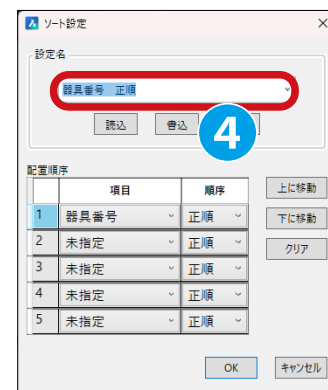 ソート設定
設定名
器具番号 正順
読込 書込
4
配置順序
項目 順序
1 器具番号 正順
2 未指定 正順
3 未指定 正順
4 未指定 正順
5 未指定 正順
上に移動
下に移動
クリア
OK キャンセル